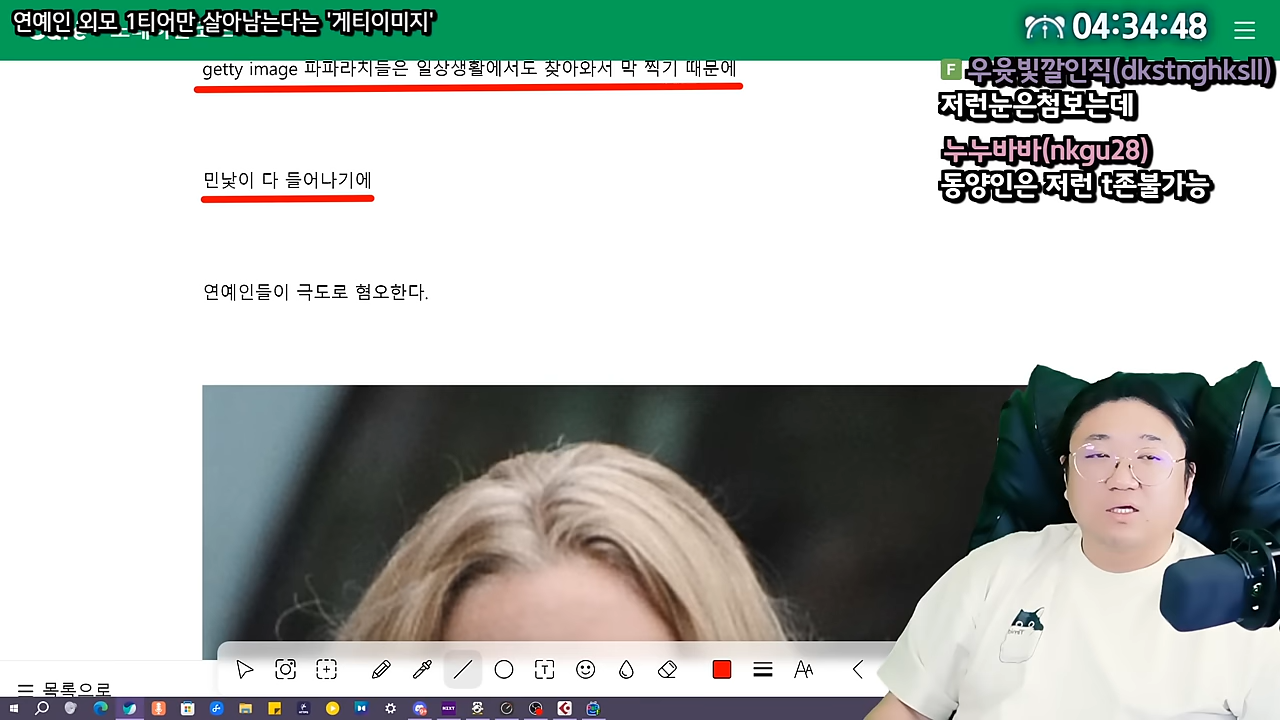 연예인 외모 1티어만 살아남는다는 '게티이미지'
04:34:48
getty image 파파라치들은 일상생활에서도 찾아와서 막 찍기 때문에
F 우읏빛깔인직(dkstnghksll)
저런눈은첨보는데
누누바바(nkgu28)
동양인은 저런 t존불가능
민낯이 다 들어나기에
연예인들이 극도로 혐오한다.
목록으로